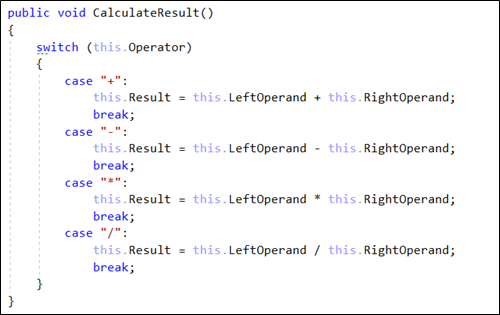 public void CalculateResult()
{
    switch (this.Operator)
    {
        case "+":
            this.Result = this.LeftOperand + this.RightOperand;
            break;
        case "-":
            this.Result = this.LeftOperand - this.RightOperand;
            break;
        case "*":
            this.Result = this.LeftOperand * this.RightOperand;
            break;
        case "/":
            this.Result = this.LeftOperand / this.RightOperand;
            break;
    }
}